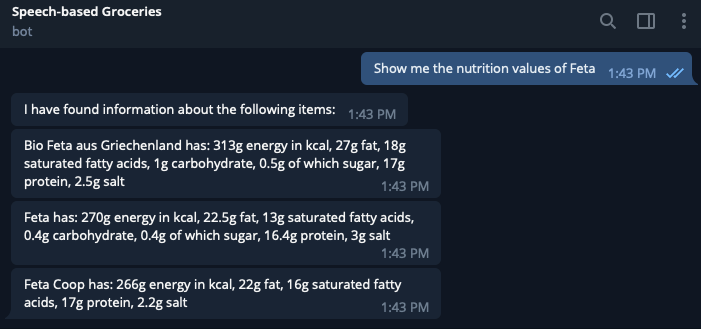 Speech-based Groceries
bot
Show me the nutrition values of Feta 1:43 PM
I have found information about the following items: 1:43 PM
Bio Feta aus Griechenland has: 313g energy in kcal, 27g fat, 18g
saturated fatty acids, 1g carbohydrate, 0.5g of which sugar, 17g
protein, 2.5g salt 1:43 PM
Feta has: 270g energy in kcal, 22.5g fat, 13g saturated fatty acids,
0.4g carbohydrate, 0.4g of which sugar, 16.4g protein, 3g salt
1:43 PM
Feta Coop has: 266g energy in kcal, 22g fat, 16g saturated fatty
acids, 17g protein, 2.2g salt 1:43 PM